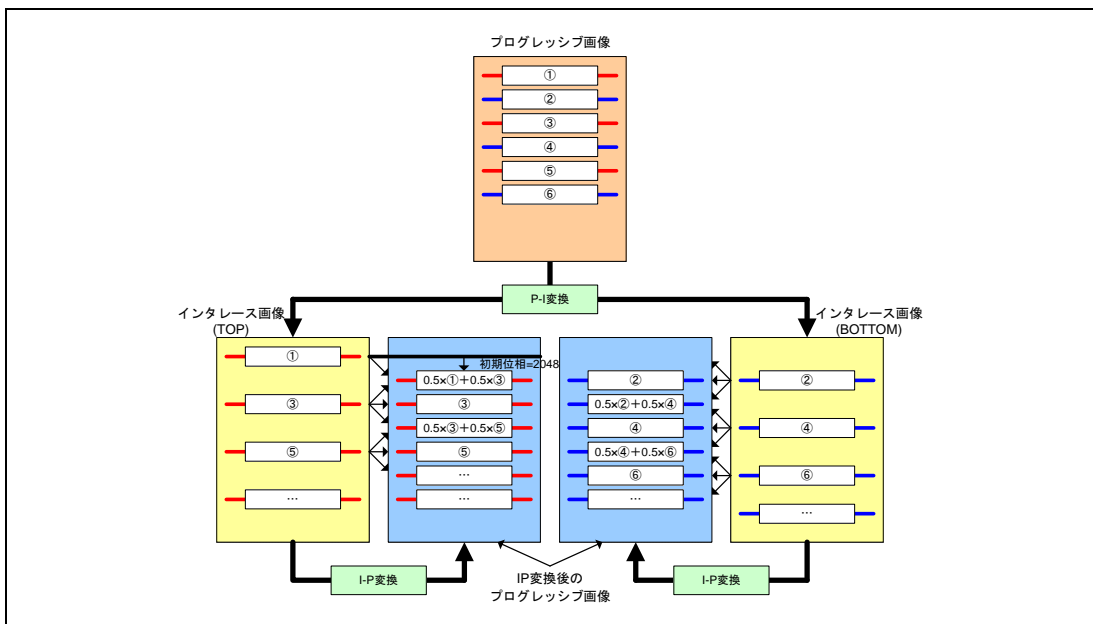 プログレッシブ画像
①
②
③
④
⑤
⑥
P-I変換
インタレース画像
(TOP)
①
③
⑤
…
初期位相=2048
0.5×①+0.5×③
③
0.5×③+0.5×⑤
⑤
…
…
②
0.5×②+0.5×④
④
0.5×④+0.5×⑥
⑥
…
インタレース画像
(BOTTOM)
②
④
⑥
…
I-P変換
IP変換後の
プログレッシブ画像
I-P変換